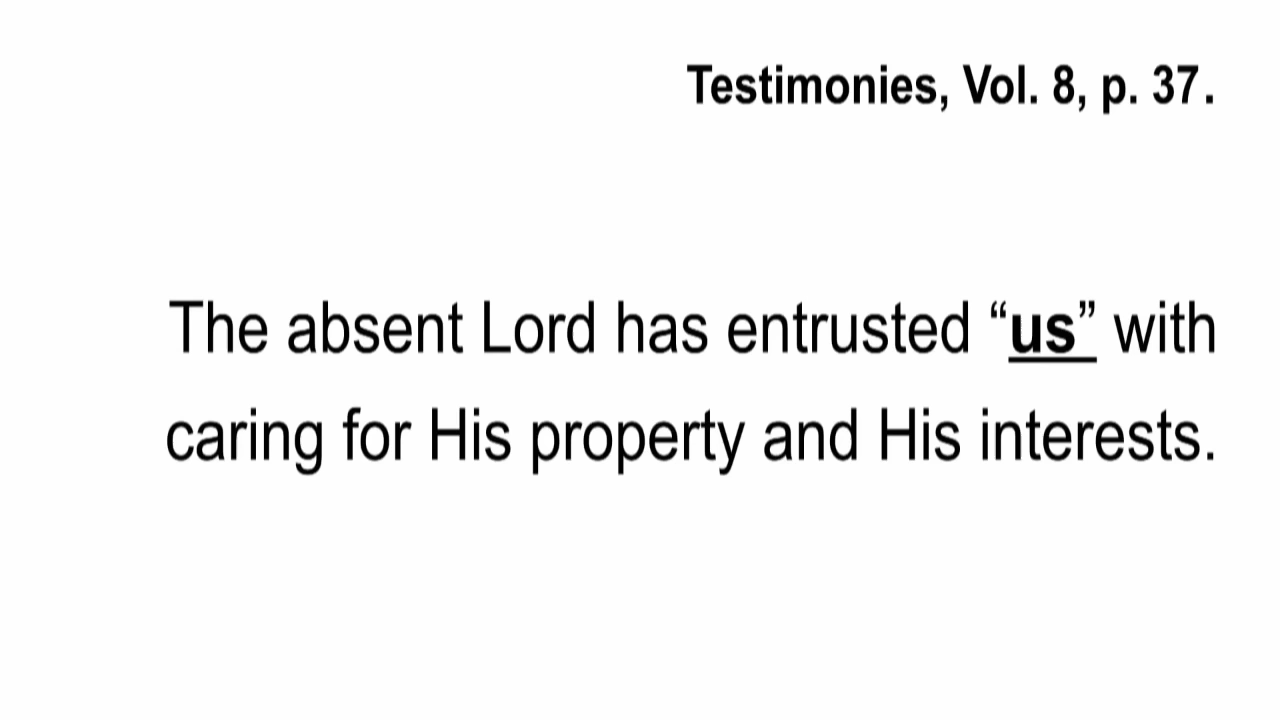 Testimonies, Vol. 8, p. 37.
The absent Lord has entrusted “us” with
caring for His property and His interests.